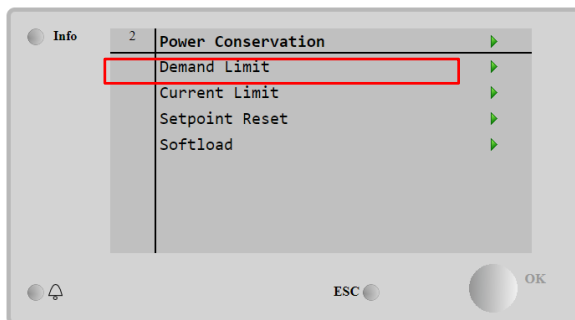 Info
2 Power Conservation
Demand Limit
Current Limit
Setpoint Reset
Softload
ESC
OK